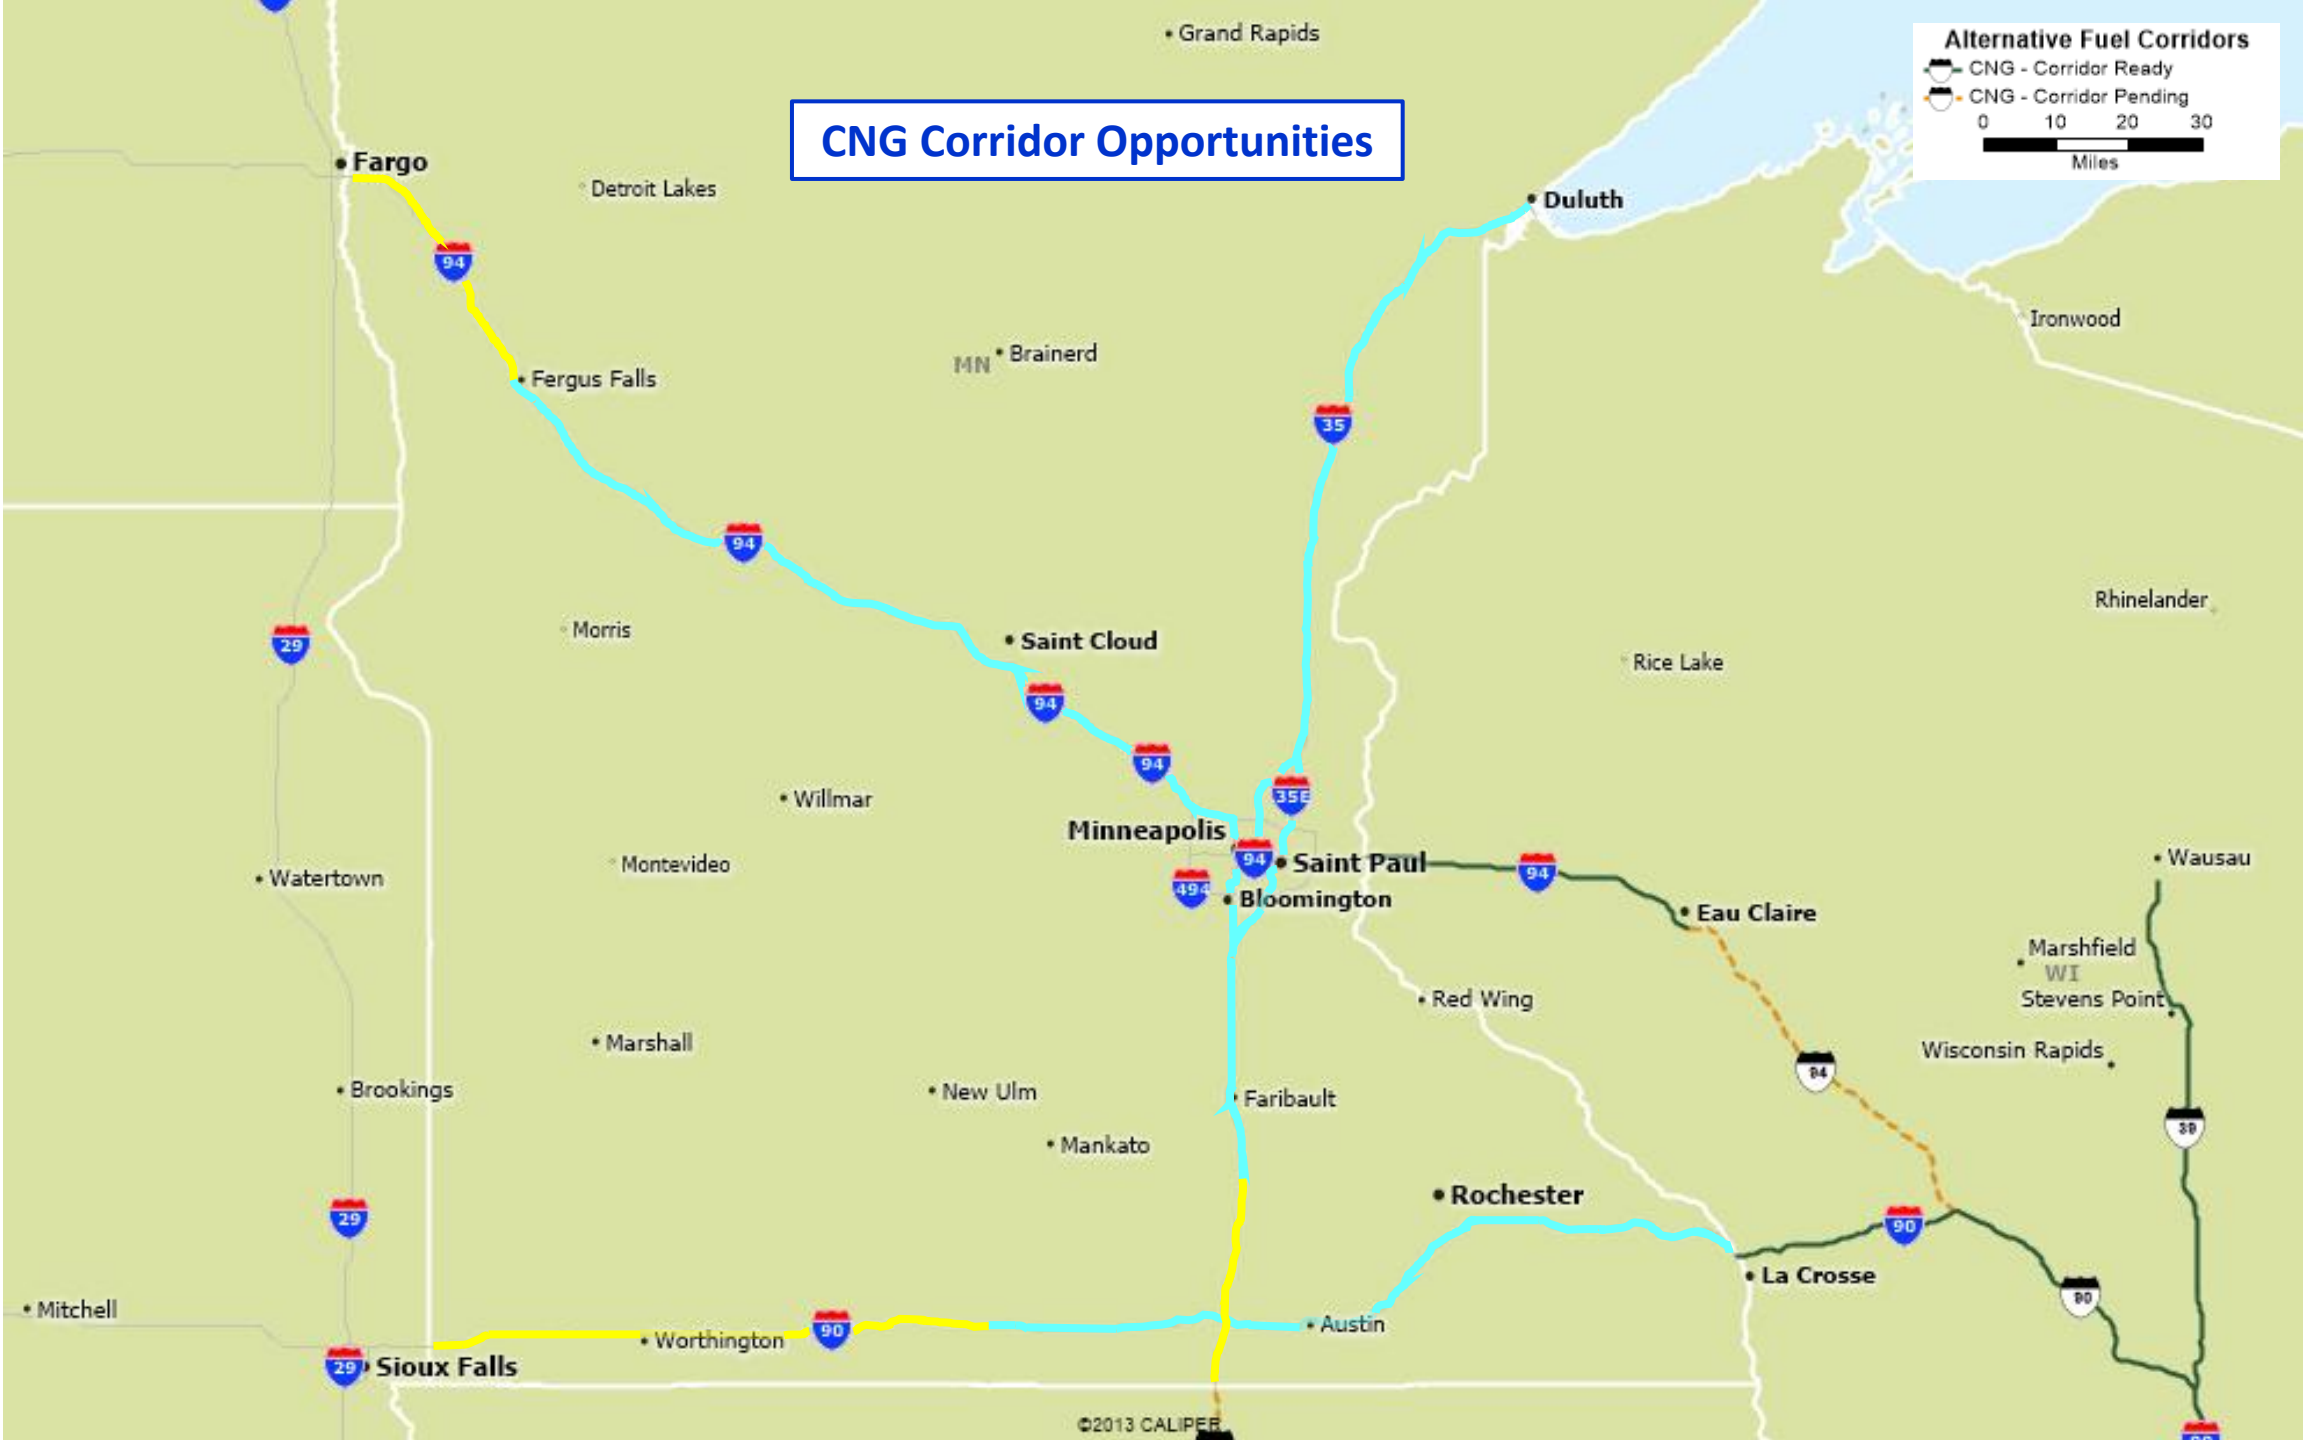 Grand Rapids
Alternative Fuel Corridors
CNG - Corridor Ready
CNG - Corridor Pending
0 10 20 30
Miles
CNG Corridor Opportunities
Fargo
Detroit Lakes
Duluth
94
Ironwood
Brainerd
MN
Fergus Falls
35
94
Rhinelander
Morris
29
Saint Cloud
Rice Lake
94
94
Willmar
35E
Minneapolis
94
Saint Paul
Montevideo
94
Wausau
Watertown
494
Bloomington
Eau Claire
Marshfield
WI
Red Wing
Stevens Point
Marshall
Wisconsin Rapids
94
Brookings
New Ulm
Faribault
39
Mankato
Rochester
29
90
La Crosse
90
Mitchell
Austin
90
Worthington
29
Sioux Falls
©2013 CALIPER